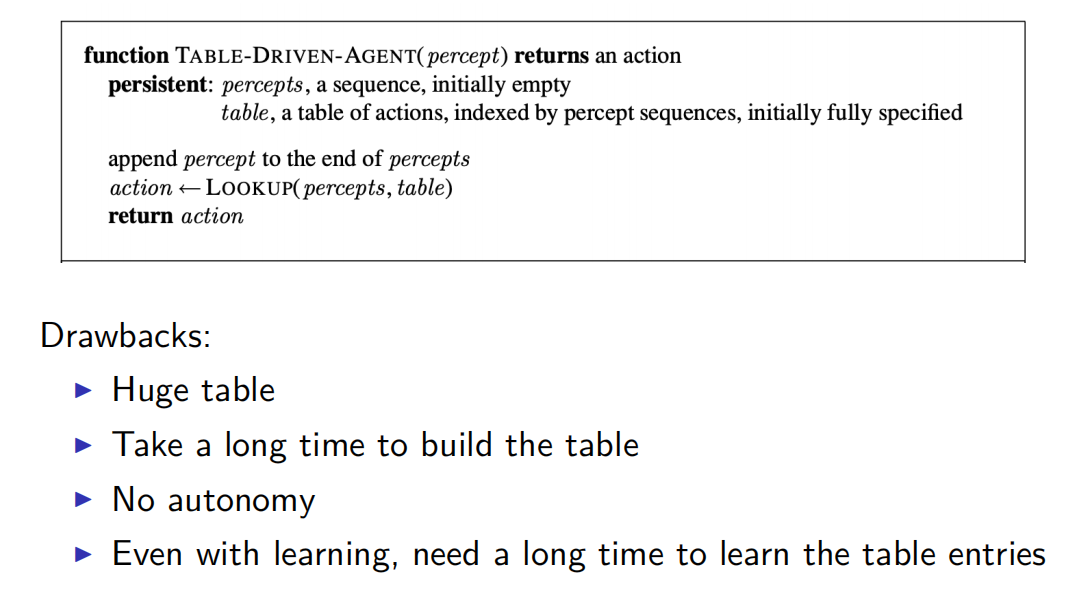 function TABLE-DRIVEN-AGENT(percept) returns an action
persistent: percepts, a sequence, initially empty
table, a table of actions, indexed by percept sequences, initially fully specified
append percept to the end of percepts
action ← LOOKUP(percepts, table)
return action
Drawbacks:
▶ Huge table
▶ Take a long time to build the table
▶ No autonomy
▶ Even with learning, need a long time to learn the table entries